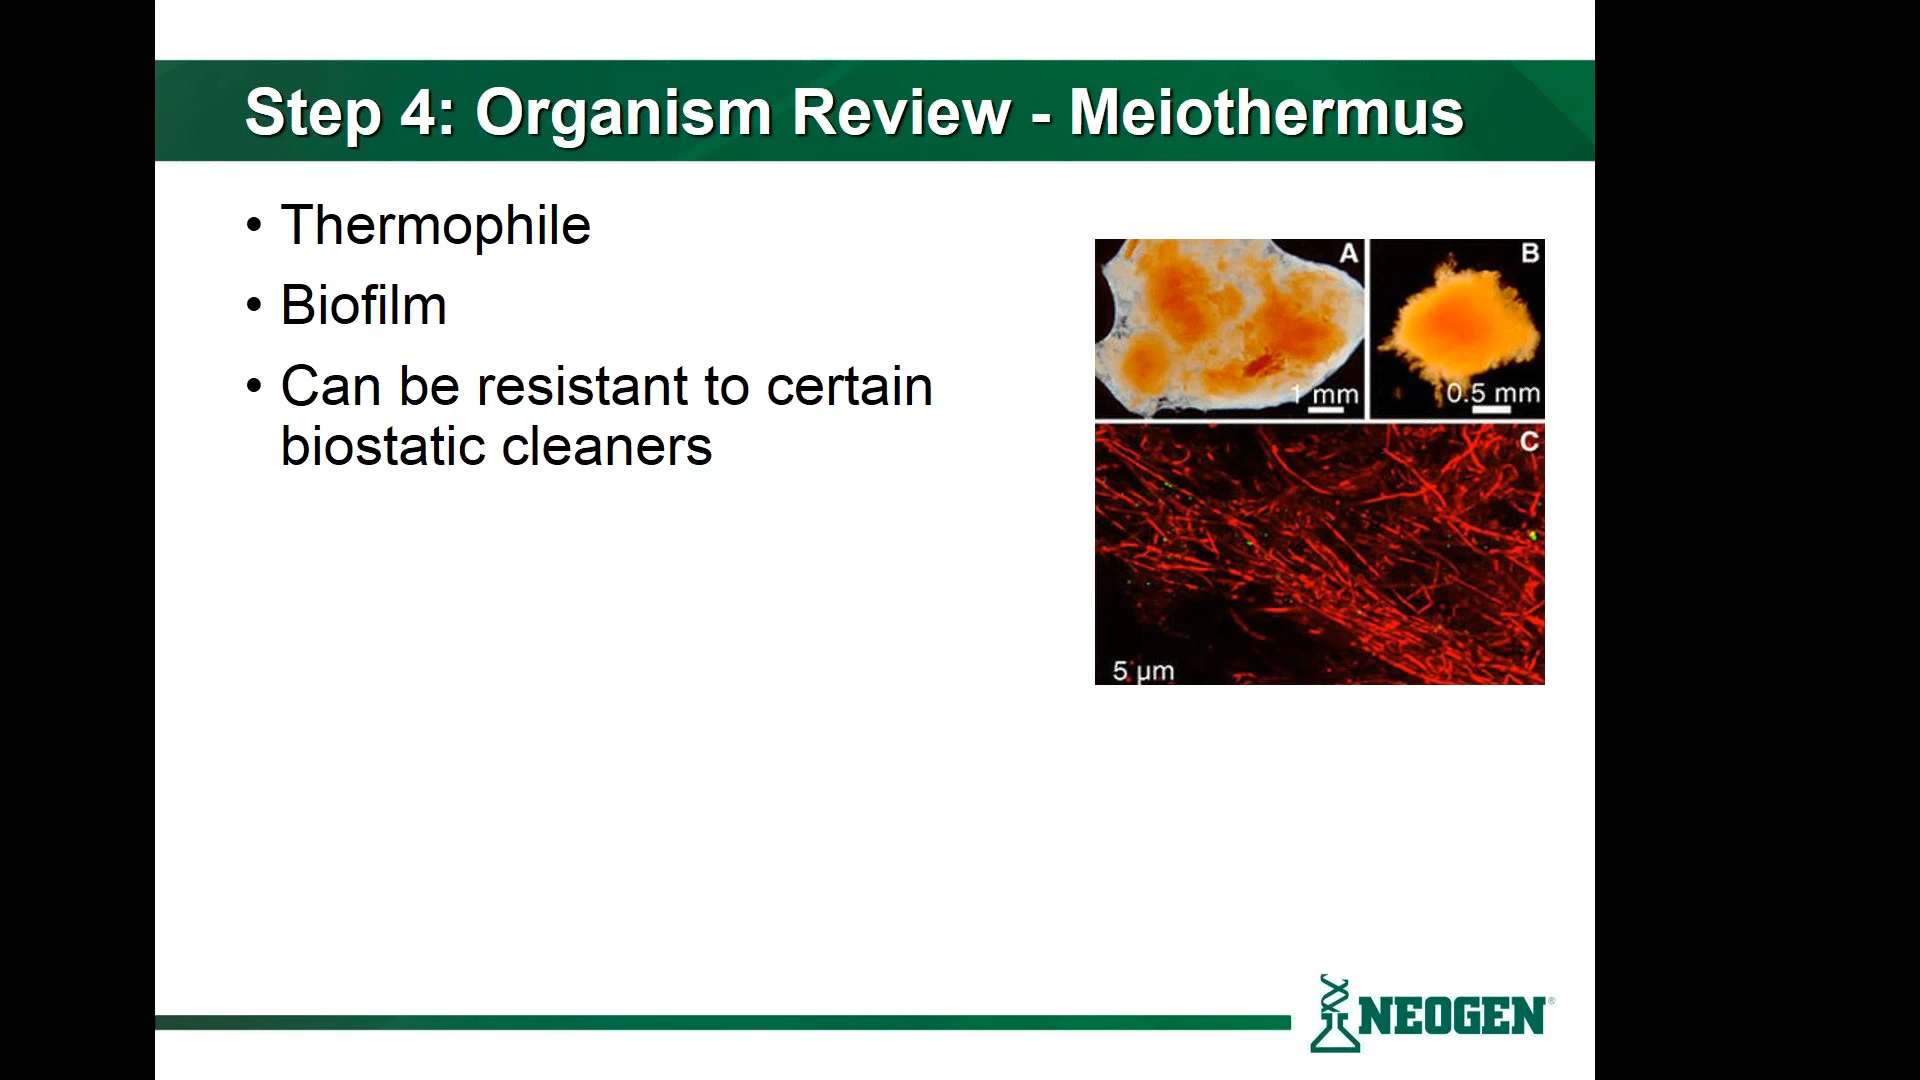 Step 4: Organism Review - Meiothermus
• Thermophile
• Biofilm
• Can be resistant to certain
biostatic cleaners
A
B
1 mm
0.5 mm
C
5 µm
NEOGEN®